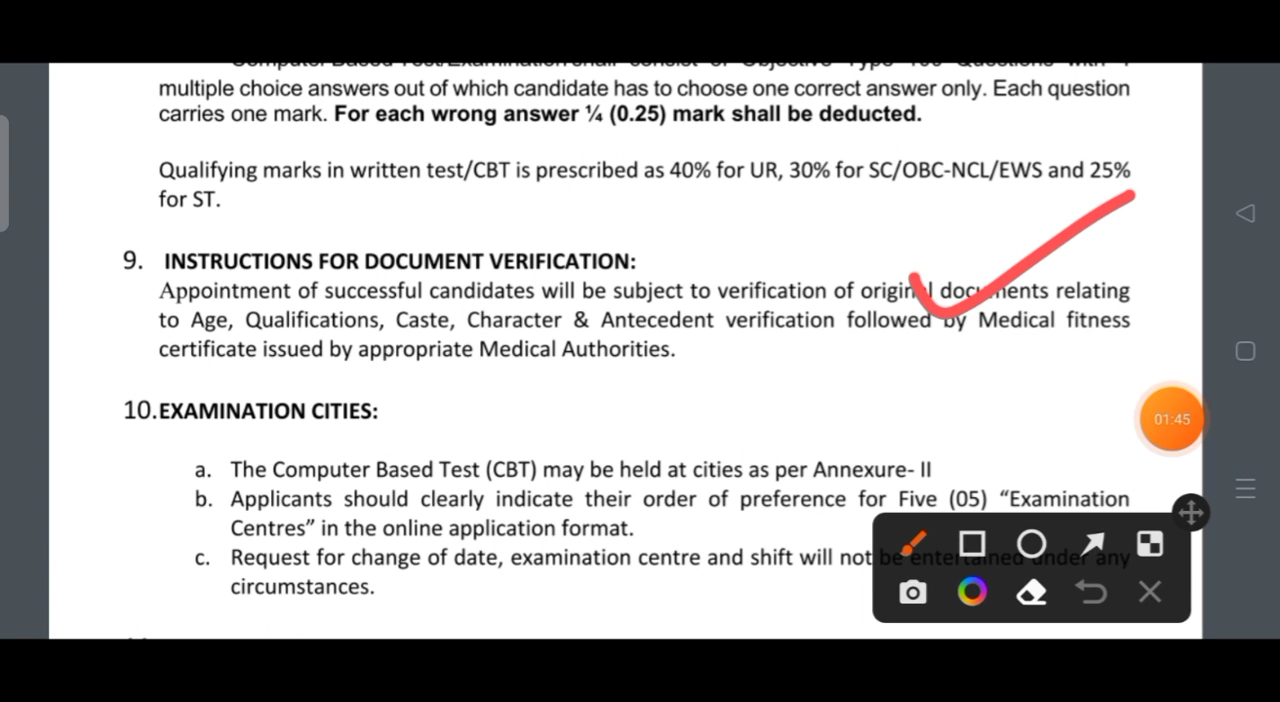 multiple choice answers out of which candidate has to choose one correct answer only. Each question
carries one mark. For each wrong answer ¼ (0.25) mark shall be deducted.
Qualifying marks in written test/CBT is prescribed as 40% for UR, 30% for SC/OBC-NCL/EWS and 25%
for ST.
9. INSTRUCTIONS FOR DOCUMENT VERIFICATION:
Appointment of successful candidates will be subject to verification of original documents relating
to Age, Qualifications, Caste, Character & Antecedent verification followed by Medical fitness
certificate issued by appropriate Medical Authorities.
10. EXAMINATION CITIES:
01:45
a. The Computer Based Test (CBT) may be held at cities as per Annexure- II
b. Applicants should clearly indicate their order of preference for Five (05) “Examination
Centres” in the online application format.
c. Request for change of date, examination centre and shift will not be entertained under any
circumstances.